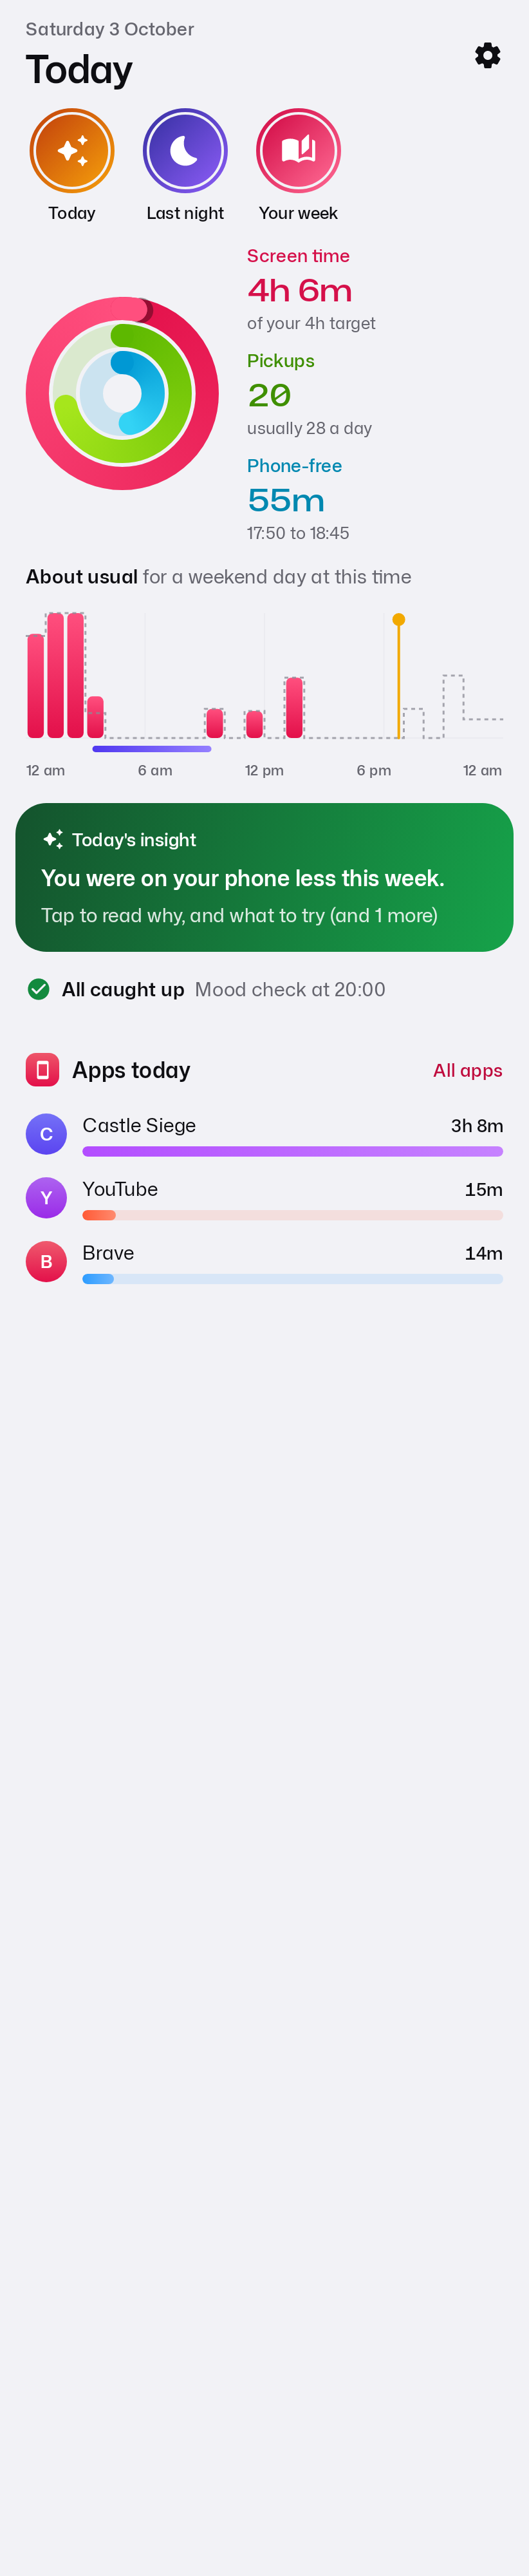 Saturday 3 October
Today
Today
Last night
Your week
Screen time
4h 6m
of your 4h target
Pickups
20
usually 28 a day
Phone-free
55m
17:50 to 18:45
About usual for a weekend day at this time
12 am
6 am
12 pm
6 pm
12 am
Today's insight
You were on your phone less this week.
Tap to read why, and what to try (and 1 more)
All caught up Mood check at 20:00
Apps today
All apps
C
Castle Siege
3h 8m
Y
YouTube
15m
B
Brave
14m